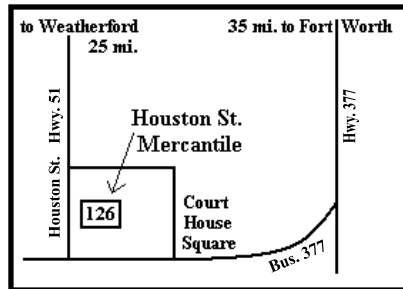 to Weatherford
25 mi.
35 mi. to Fort Worth
Houston St. Hwy. 51
Hwy. 377
Houston St.
Mercantile
126
Court
House
Square
Bus. 377